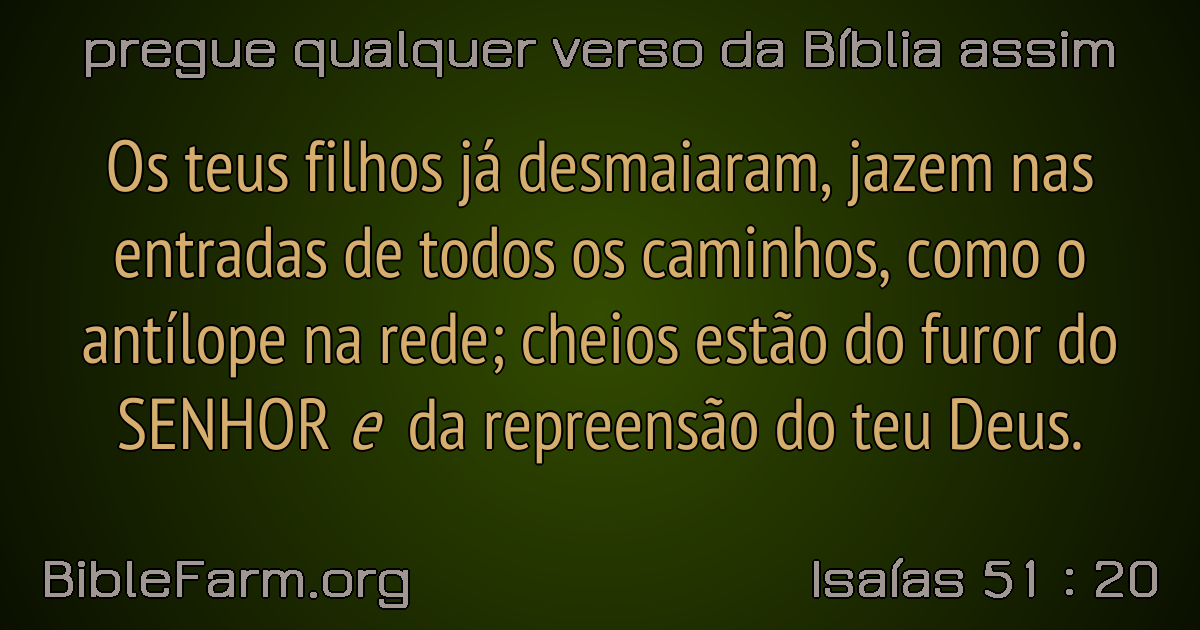 pregue qualquer verso da Bíblia assim
Os teus filhos já desmaiaram, jazem nas
entradas de todos os caminhos, como o
antílope na rede; cheios estão do furor do
SENHOR e da repreensão do teu Deus.
BibleFarm.org
Isaías 51 : 20